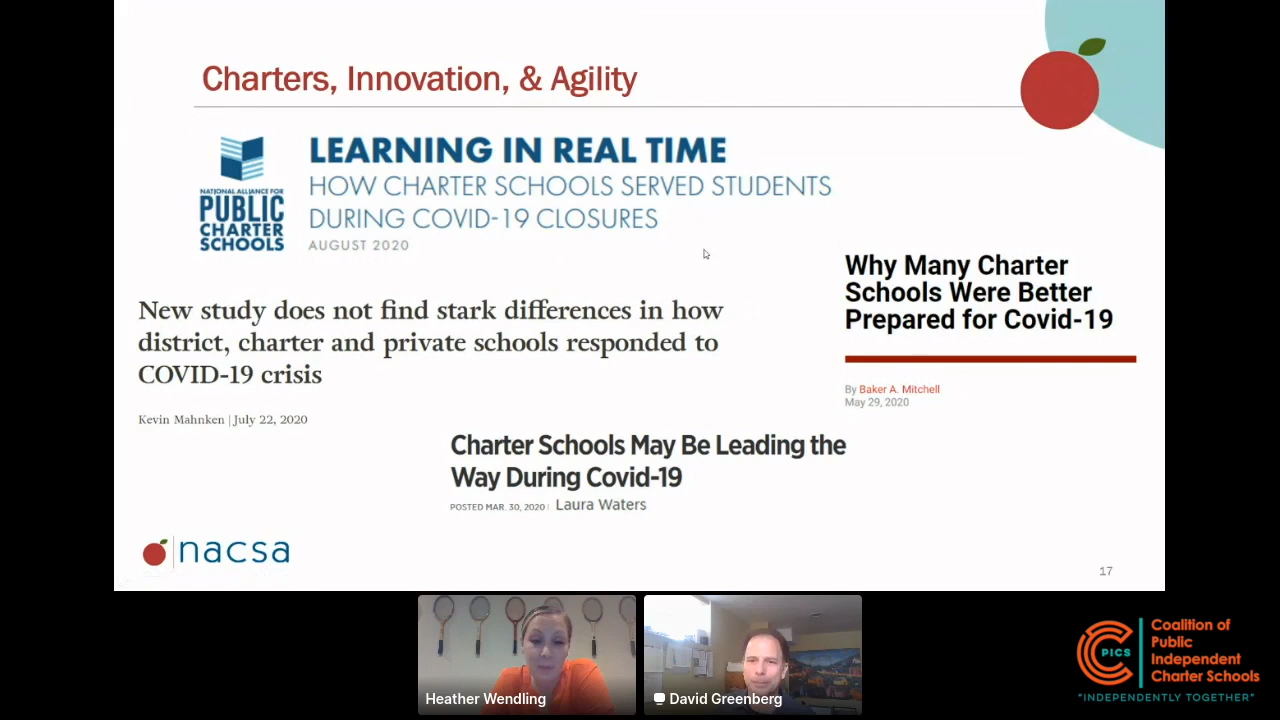 Charters, Innovation, & Agility
NATIONAL ALLIANCE FOR
PUBLIC
CHARTER
SCHOOLS
LEARNING IN REAL TIME
HOW CHARTER SCHOOLS SERVED STUDENTS
DURING COVID-19 CLOSURES
AUGUST 2020
New study does not find stark differences in how
district, charter and private schools responded to
COVID-19 crisis
Kevin Mahnken | July 22, 2020
Why Many Charter
Schools Were Better
Prepared for Covid-19
By Baker A. Mitchell
May 29, 2020
Charter Schools May Be Leading the
Way During Covid-19
POSTED MAR. 30, 2020 | Laura Waters
nacsa
17
Heather Wendling
David Greenberg
PICS
Coalition of
Public
Independent
Charter Schools
"INDEPENDENTLY TOGETHER"